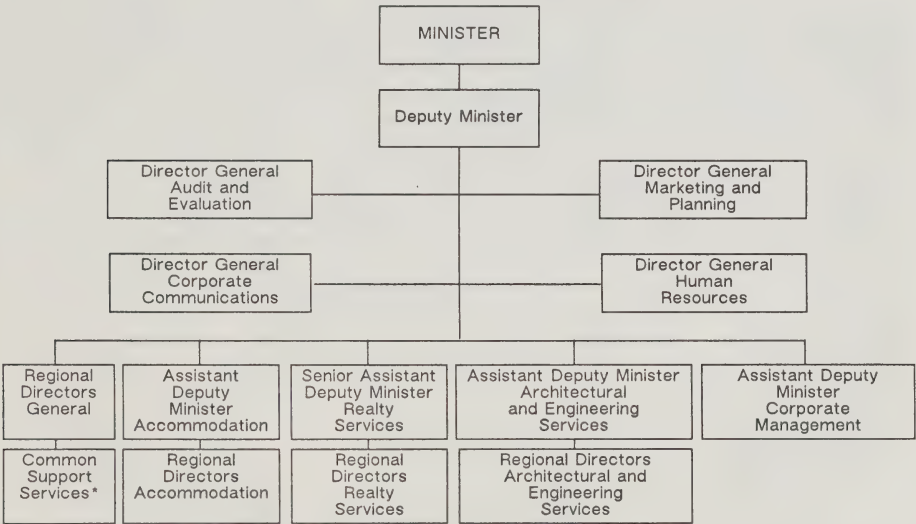 MINISTER
Deputy Minister
Director General
Audit and
Evaluation
Director General
Marketing and
Planning
Director General
Corporate
Communications
Director General
Human
Resources
Regional
Directors
General
Assistant
Deputy
Minister
Accommodation
Senior Assistant
Deputy Minister
Realty
Services
Assistant Deputy Minister
Architectural
and Engineering
Services
Assistant Deputy
Minister
Corporate
Management
Common
Support
Services*
Regional
Directors
Accommodation
Regional
Directors
Realty
Services
Regional Directors
Architectural and
Engineering
Services